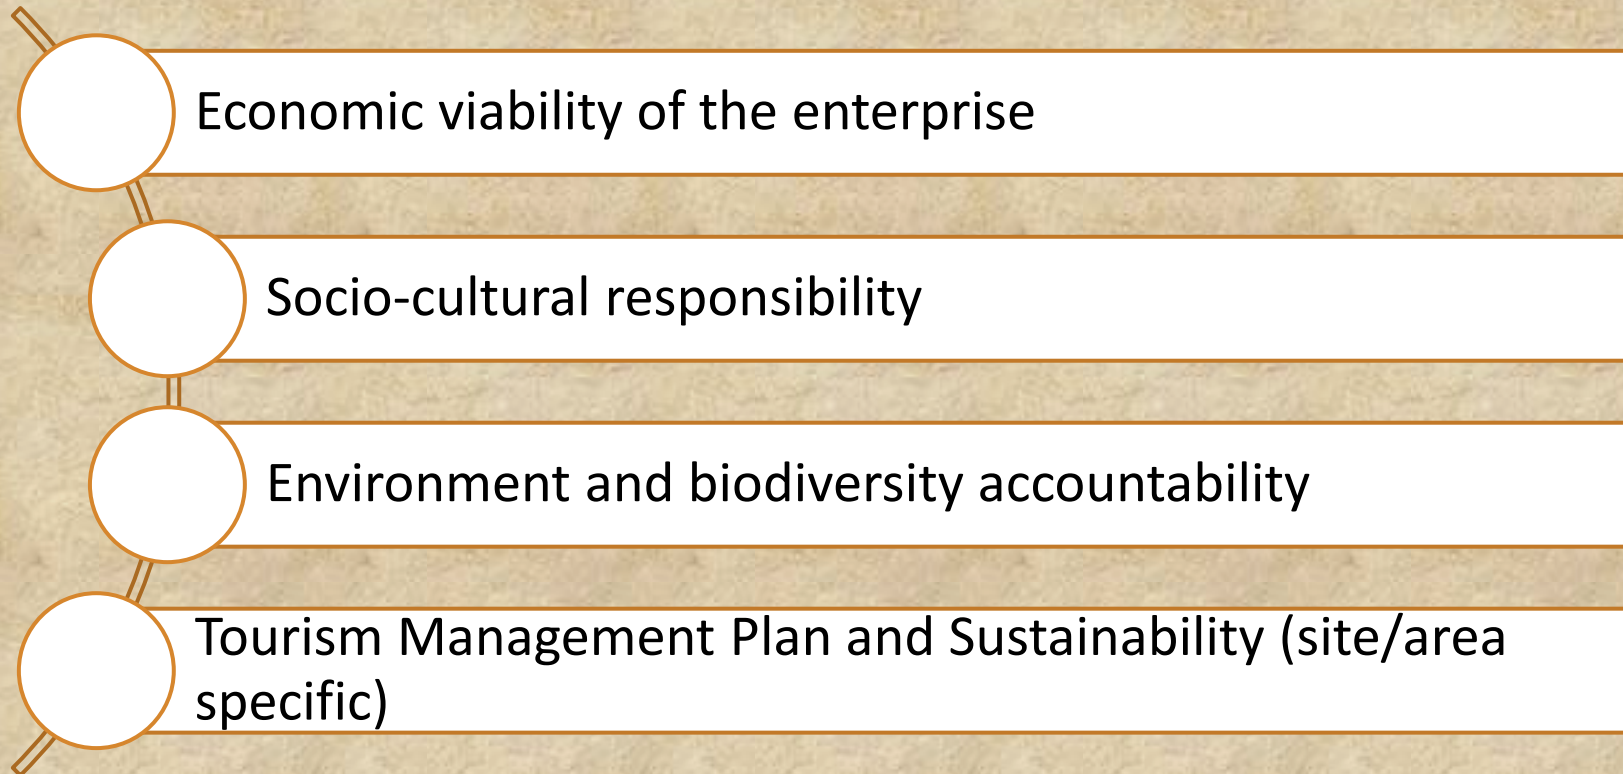 Economic viability of the enterprise
Socio-cultural responsibility
Environment and biodiversity accountability
Tourism Management Plan and Sustainability (site/area
specific)